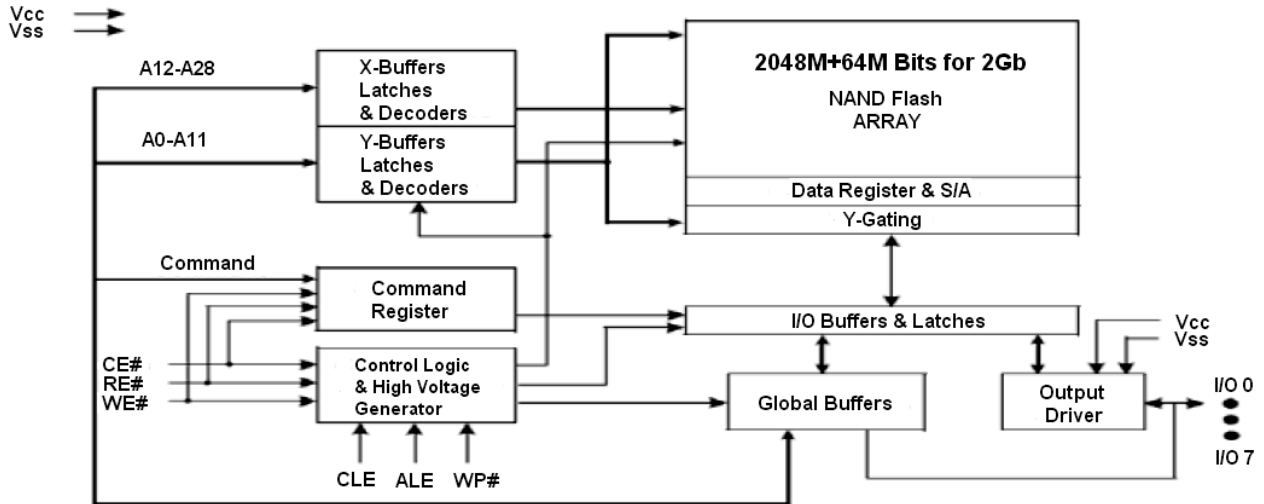 Vcc
Vss
A12-A28
X-Buffers
Latches
& Decoders
A0-A11
Y-Buffers
Latches
& Decoders
2048M+64M Bits for 2Gb
NAND Flash
ARRAY
Data Register & S/A
Y-Gating
Command
Command
Register
I/O Buffers & Latches
Vcc
Vss
CE#
RE#
WE#
Control Logic
& High Voltage
Generator
Global Buffers
Output
Driver
I/O 0
I/O 7
CLE
ALE
WP#